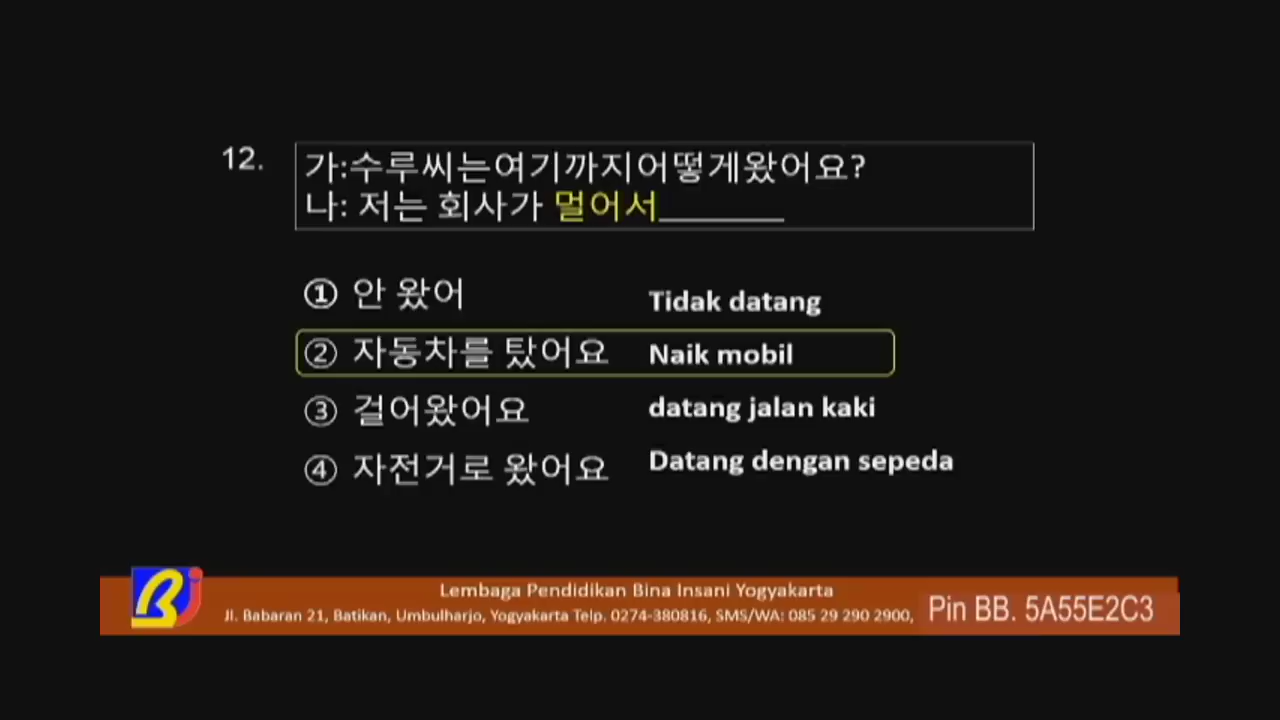 12.
가:수루씨는여기까지어떻게왔어요?
나: 저는 회사가 멀어서_______
① 안 왔어 Tidak datang
② 자동차를 탔어요 Naik mobil
③ 걸어왔어요 datang jalan kaki
④ 자전거로 왔어요 Datang dengan sepeda
Lembaga Pendidikan Bina Insani Yogyakarta
Jl. Babaran 21, Batikan, Umbulharjo, Yogyakarta Telp. 0274-380816, SMS/WA: 085 29 290 2900, Pin BB. 5A55E2C3